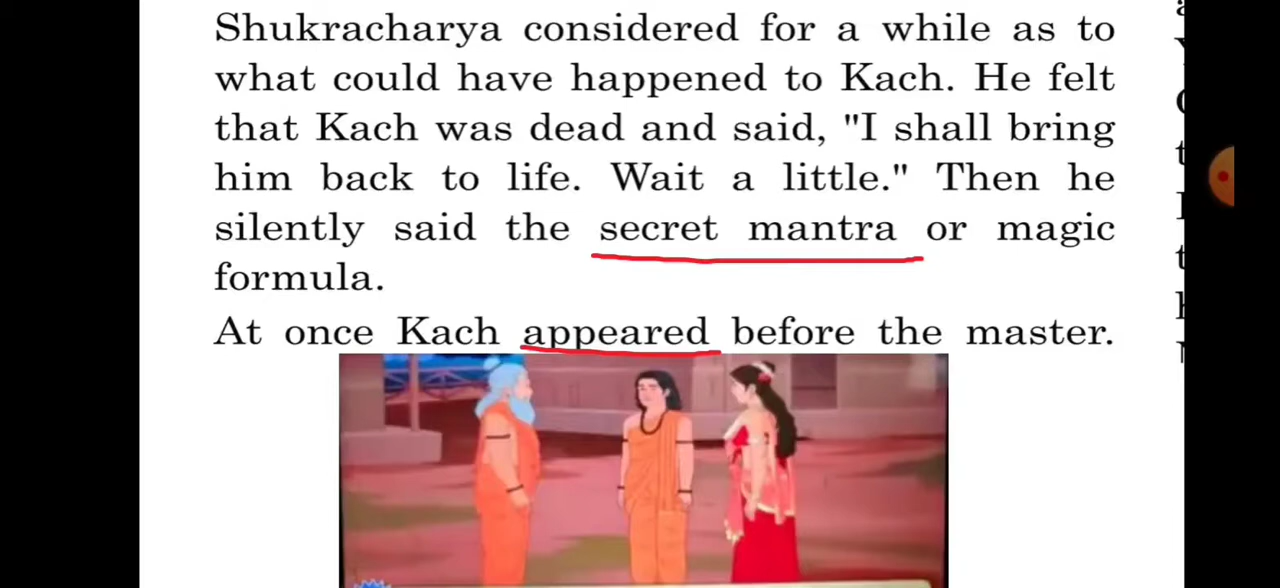 Shukracharya considered for a while as to
what could have happened to Kach. He felt
that Kach was dead and said, "I shall bring
him back to life. Wait a little." Then he
silently said the secret mantra or magic
formula.
At once Kach appeared before the master.